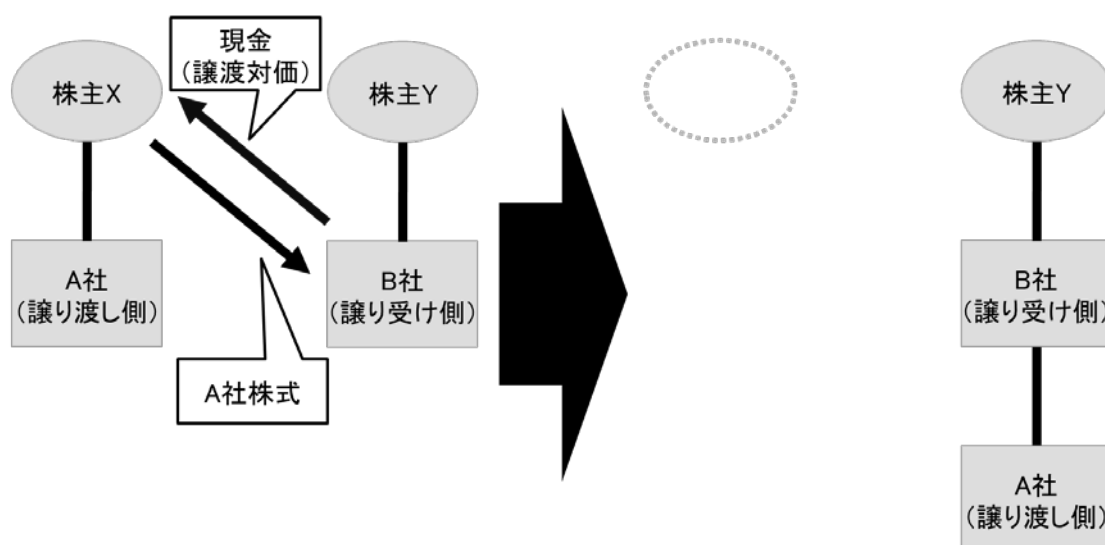 現金
(譲渡対価)
株主X
株主Y
A社
(譲り渡し側)
B社
(譲り受け側)
A社株式
株主Y
B社
(譲り受け側)
A社
(譲り渡し側)